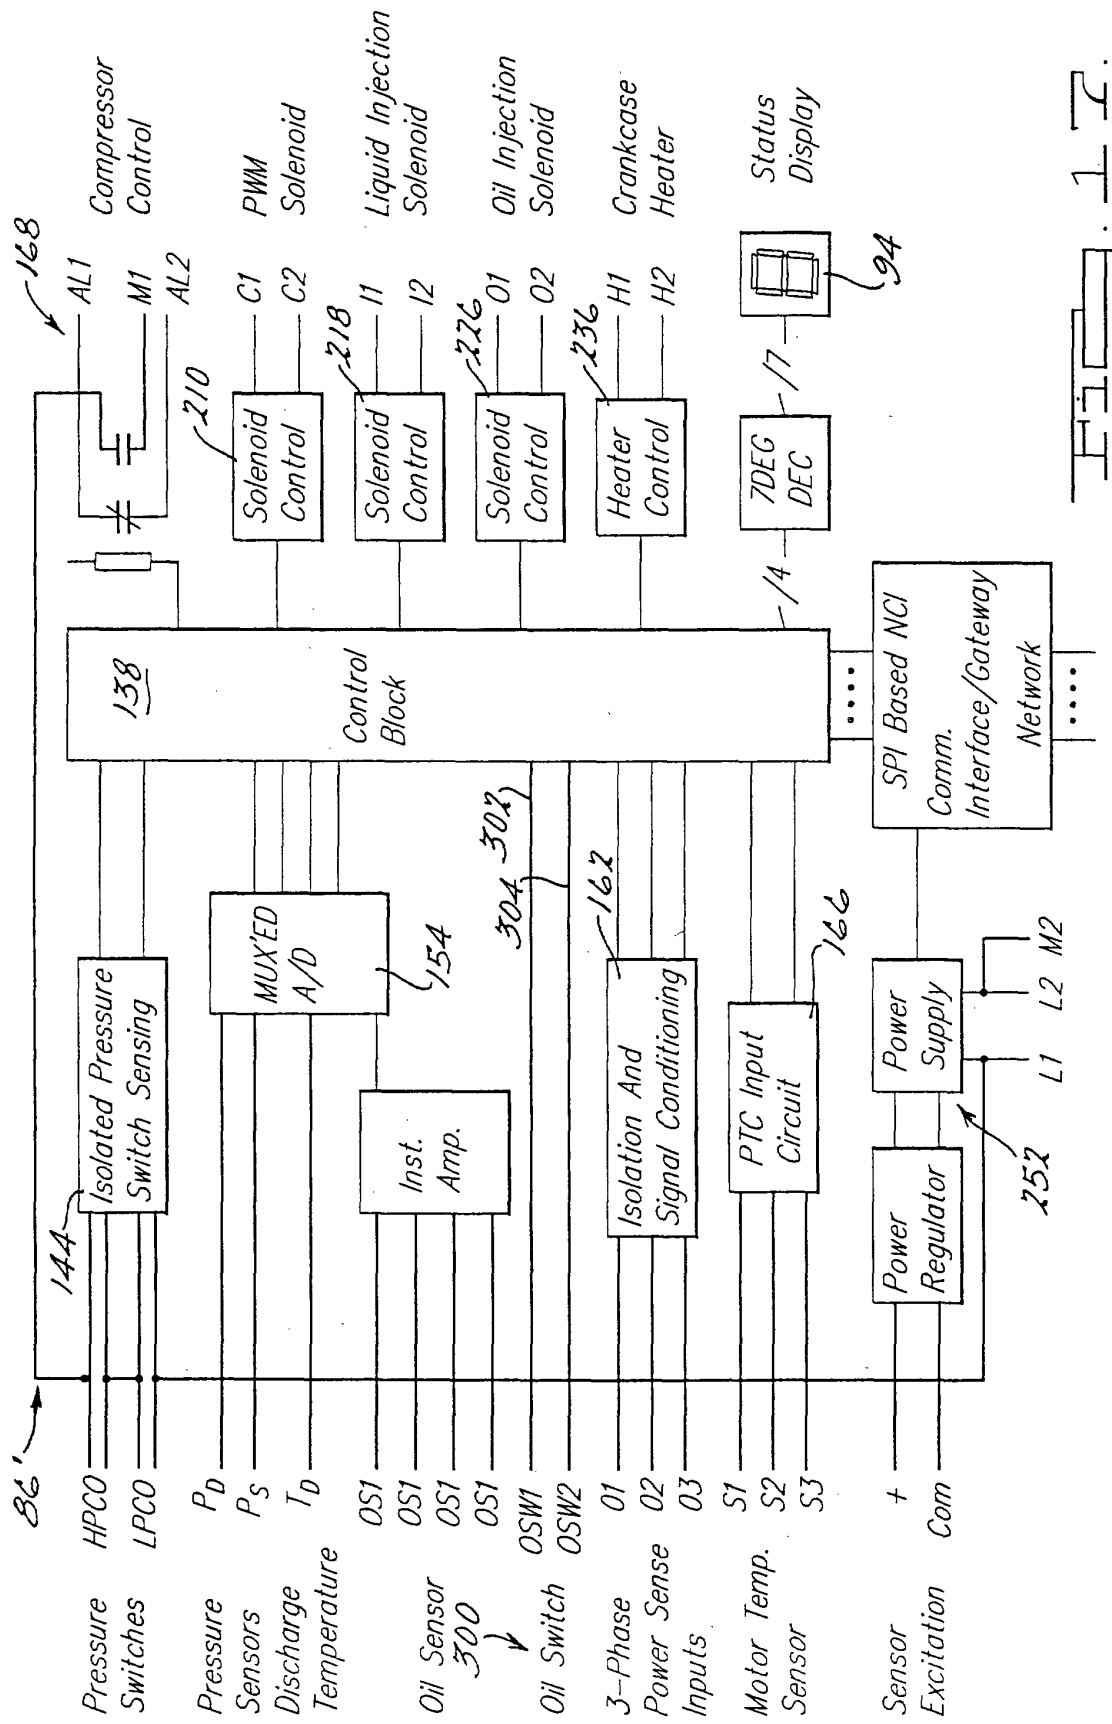 86'
168
Pressure
Switches
HPCO
LPCO
144
Isolated Pressure
Switch Sensing
AL1
M1
AL2
Compressor
Control
Pressure
Sensors
Discharge
Temperature
PD
PS
TD
MUX'ED
A/D
154
138
Control
Block
210
Solenoid
Control
C1
C2
PWM
Solenoid
218
Solenoid
Control
I1
I2
Liquid Injection
Solenoid
Oil Sensor
300
OS1
OS1
OS1
OS1
Inst.
Amp.
226
Solenoid
Control
O1
O2
Oil Injection
Solenoid
Oil Switch
OSW1
OSW2
304
302
3-Phase
Power Sense
Inputs
01
02
03
Isolation And
Signal Conditioning
162
236
Heater
Control
H1
H2
Crankcase
Heater
Motor Temp.
Sensor
S1
S2
S3
PTC Input
Circuit
166
/4
7DEG
DEC
/7
94
Status
Display
Sensor
Excitation
+
Com
Power
Regulator
252
Power
Supply
L1
L2
M2
SPI Based NCI
Comm.
Interface/Gateway
Network